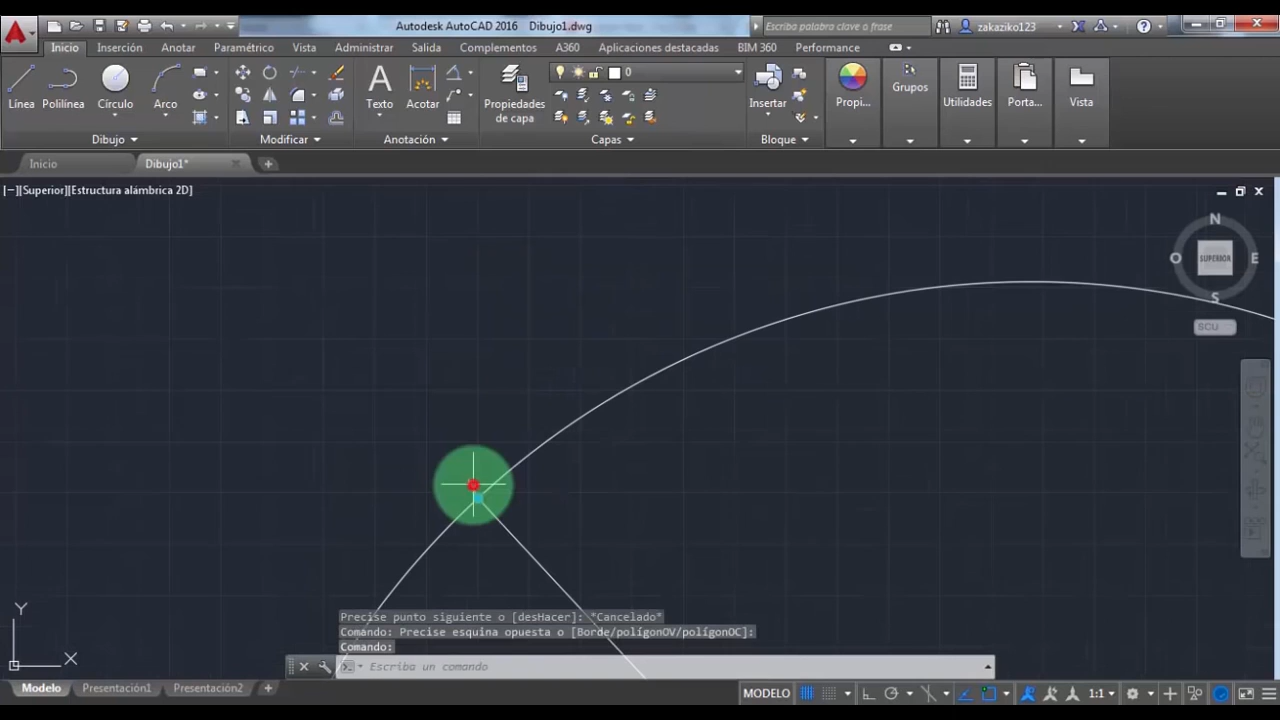 Autodesk AutoCAD 2016 Dibujo1.dwg
Escriba palabra clave o frase
zakaziko123
Inicio Inserción Anotar Paramétrico Vista Administrar Salida Complementos A360 Aplicaciones destacadas BIM 360 Performance
0
Línea Polilínea Círculo Arco Texto Acotar Propiedades de capa Insertar Propi... Grupos Utilidades Porta... Vista
Dibujo Modificar Anotación Capas Bloque
Inicio Dibujo1* +
[−][Superior][Estructura alámbrica 2D]
N
O SUPERIOR E
S
SCU
Precise punto siguiente o [desHacer]: *Cancelado*
Comando: Precise esquina opuesta o [Borde/polígonOV/polígonOC]:
Comando:
Y
X
Escriba un comando
Modelo Presentación1 Presentación2 +
MODELO 1:1